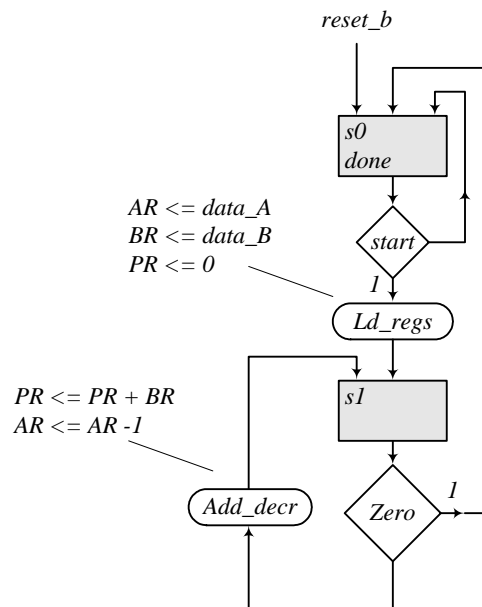 reset_b
s0
done
AR <= data_A
BR <= data_B
PR <= 0
start
1
Ld_regs
s1
PR <= PR + BR
AR <= AR -1
Add_decr
Zero
1